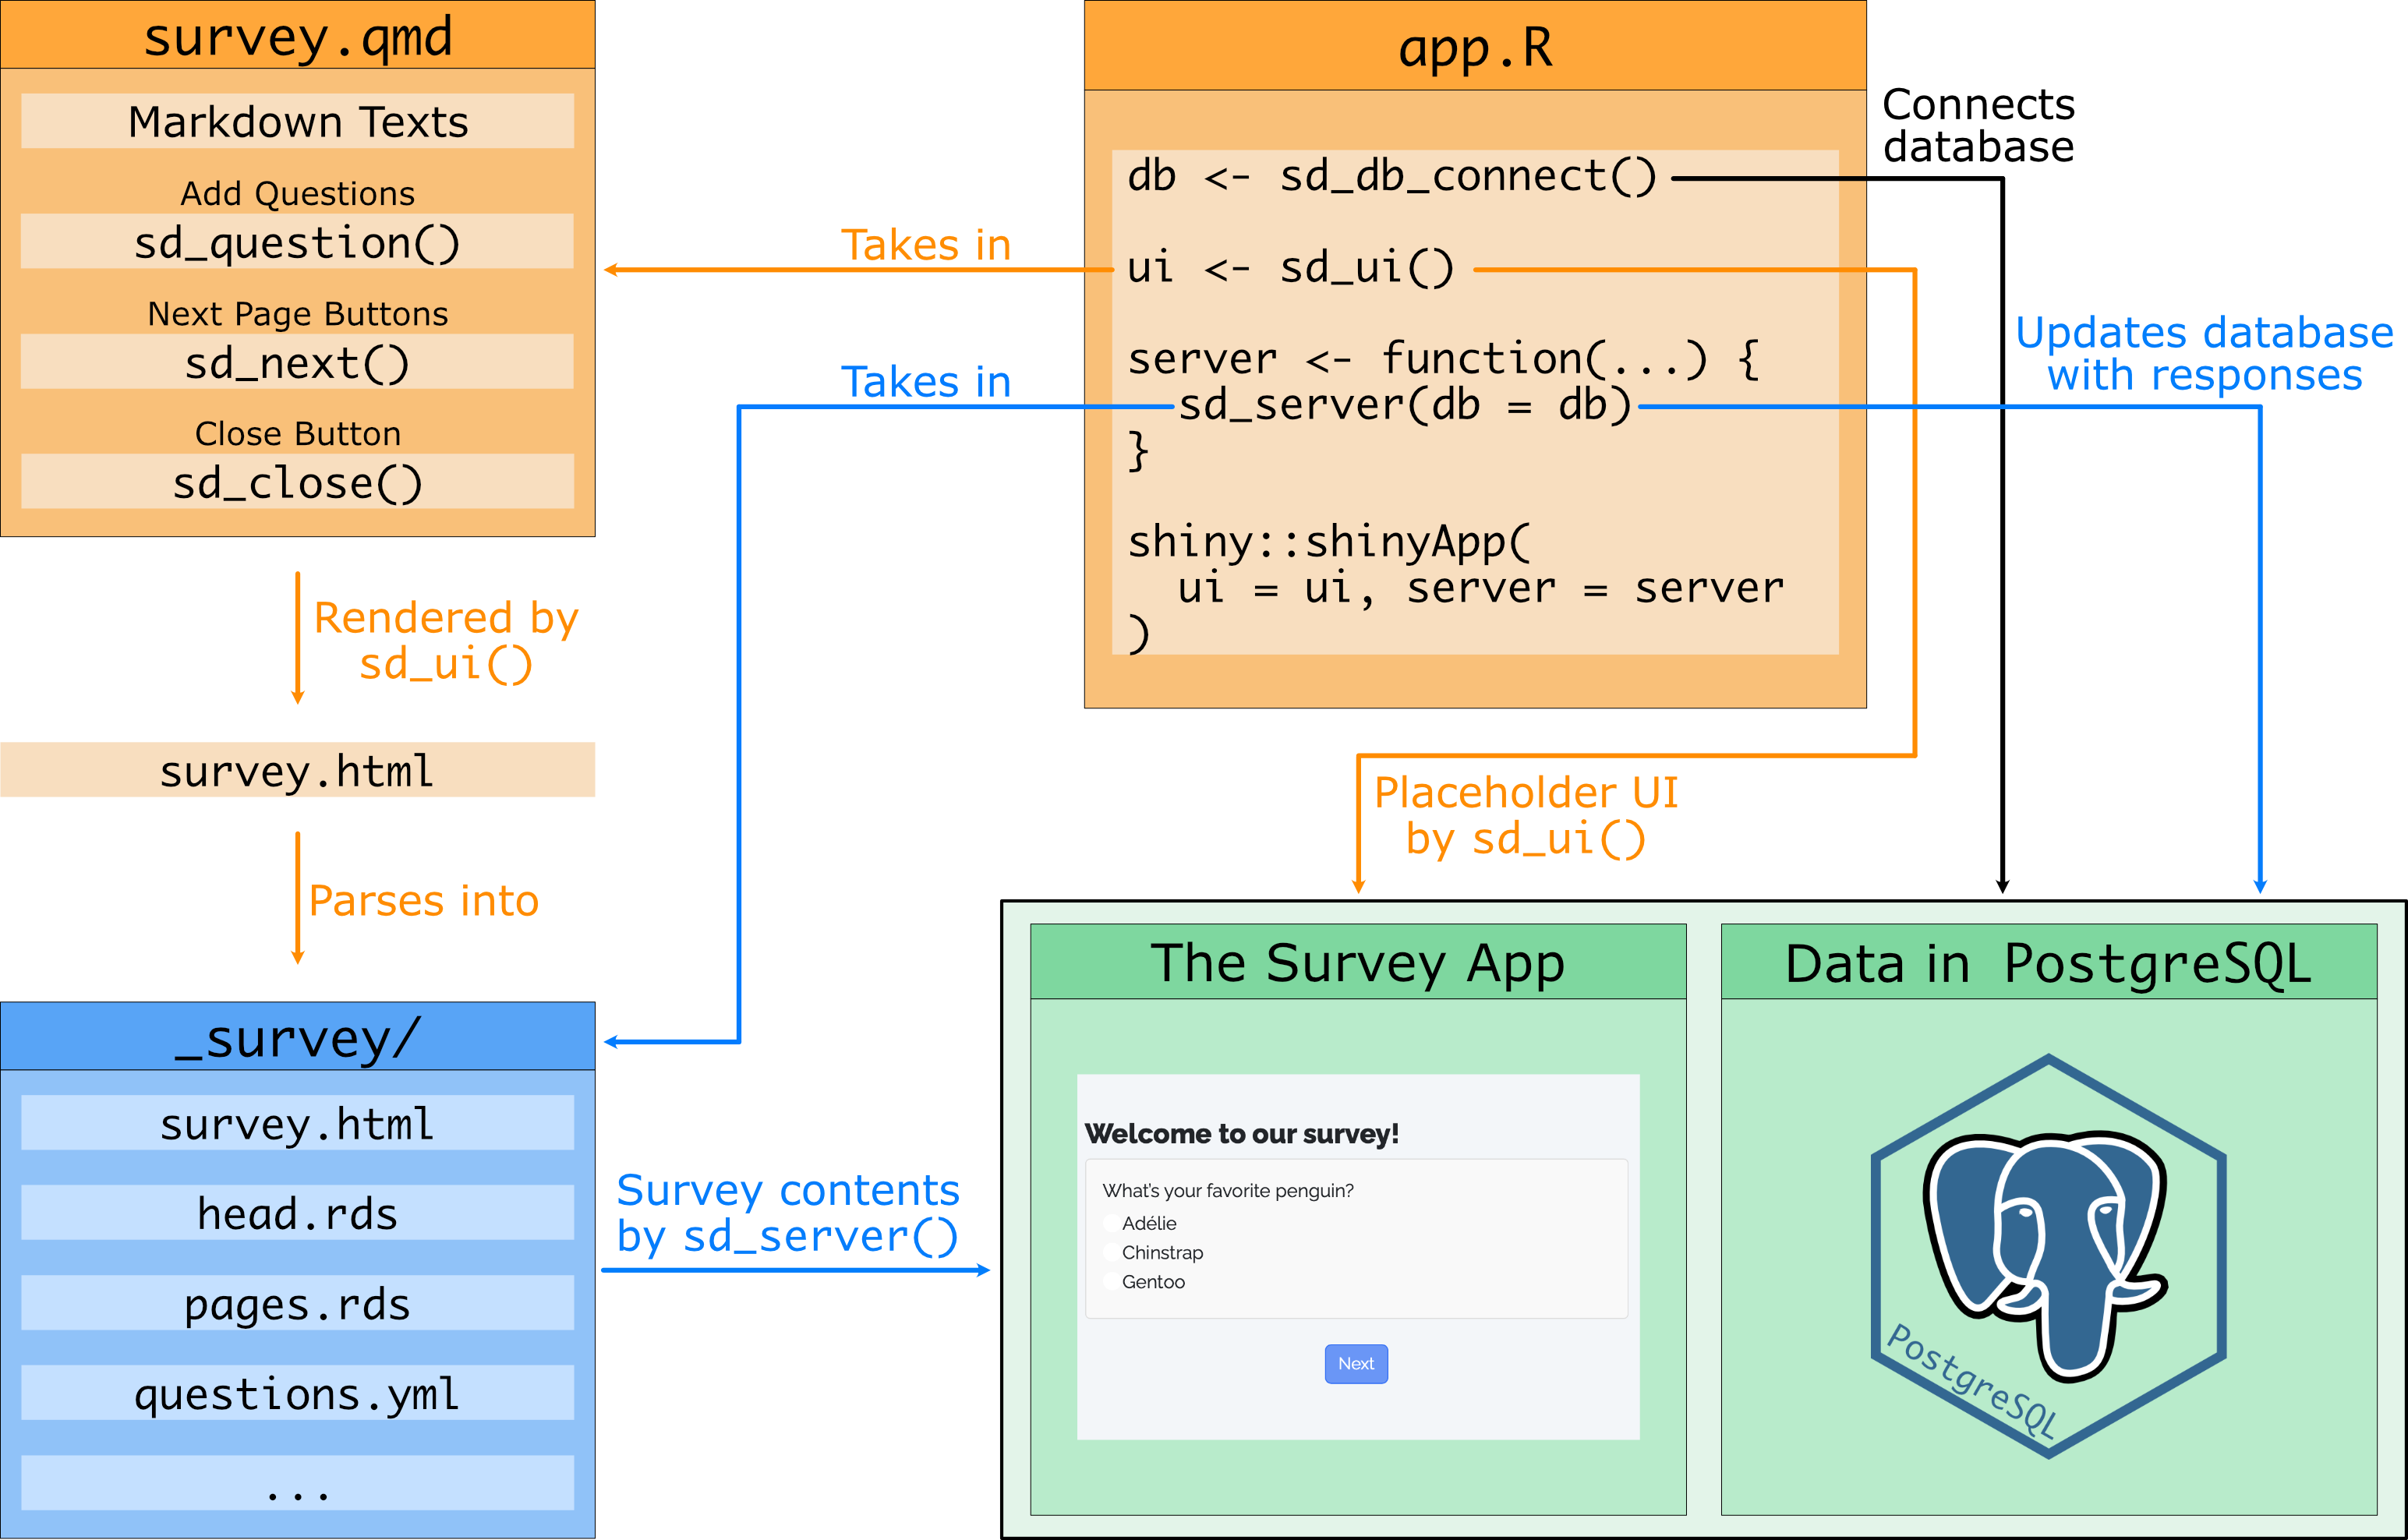 survey.qmd
Markdown Texts
Add Questions
sd_question()
Next Page Buttons
sd_next()
Close Button
sd_close()
Rendered by
sd_ui()
survey.html
Parses into
_survey/
survey.html
head.rds
pages.rds
questions.yml
...
Takes in
Takes in
app.R
db <- sd_db_connect()
ui <- sd_ui()
server <- function(...) {
sd_server(db = db)
}
shiny::shinyApp(
ui = ui, server = server
)
Connects
database
Updates database
with responses
Placeholder UI
by sd_ui()
Survey contents
by sd_server()
The Survey App
Welcome to our survey!
What's your favorite penguin?
Adélie
Chinstrap
Gentoo
Next
Data in PostgreSQL
PostgreSQL